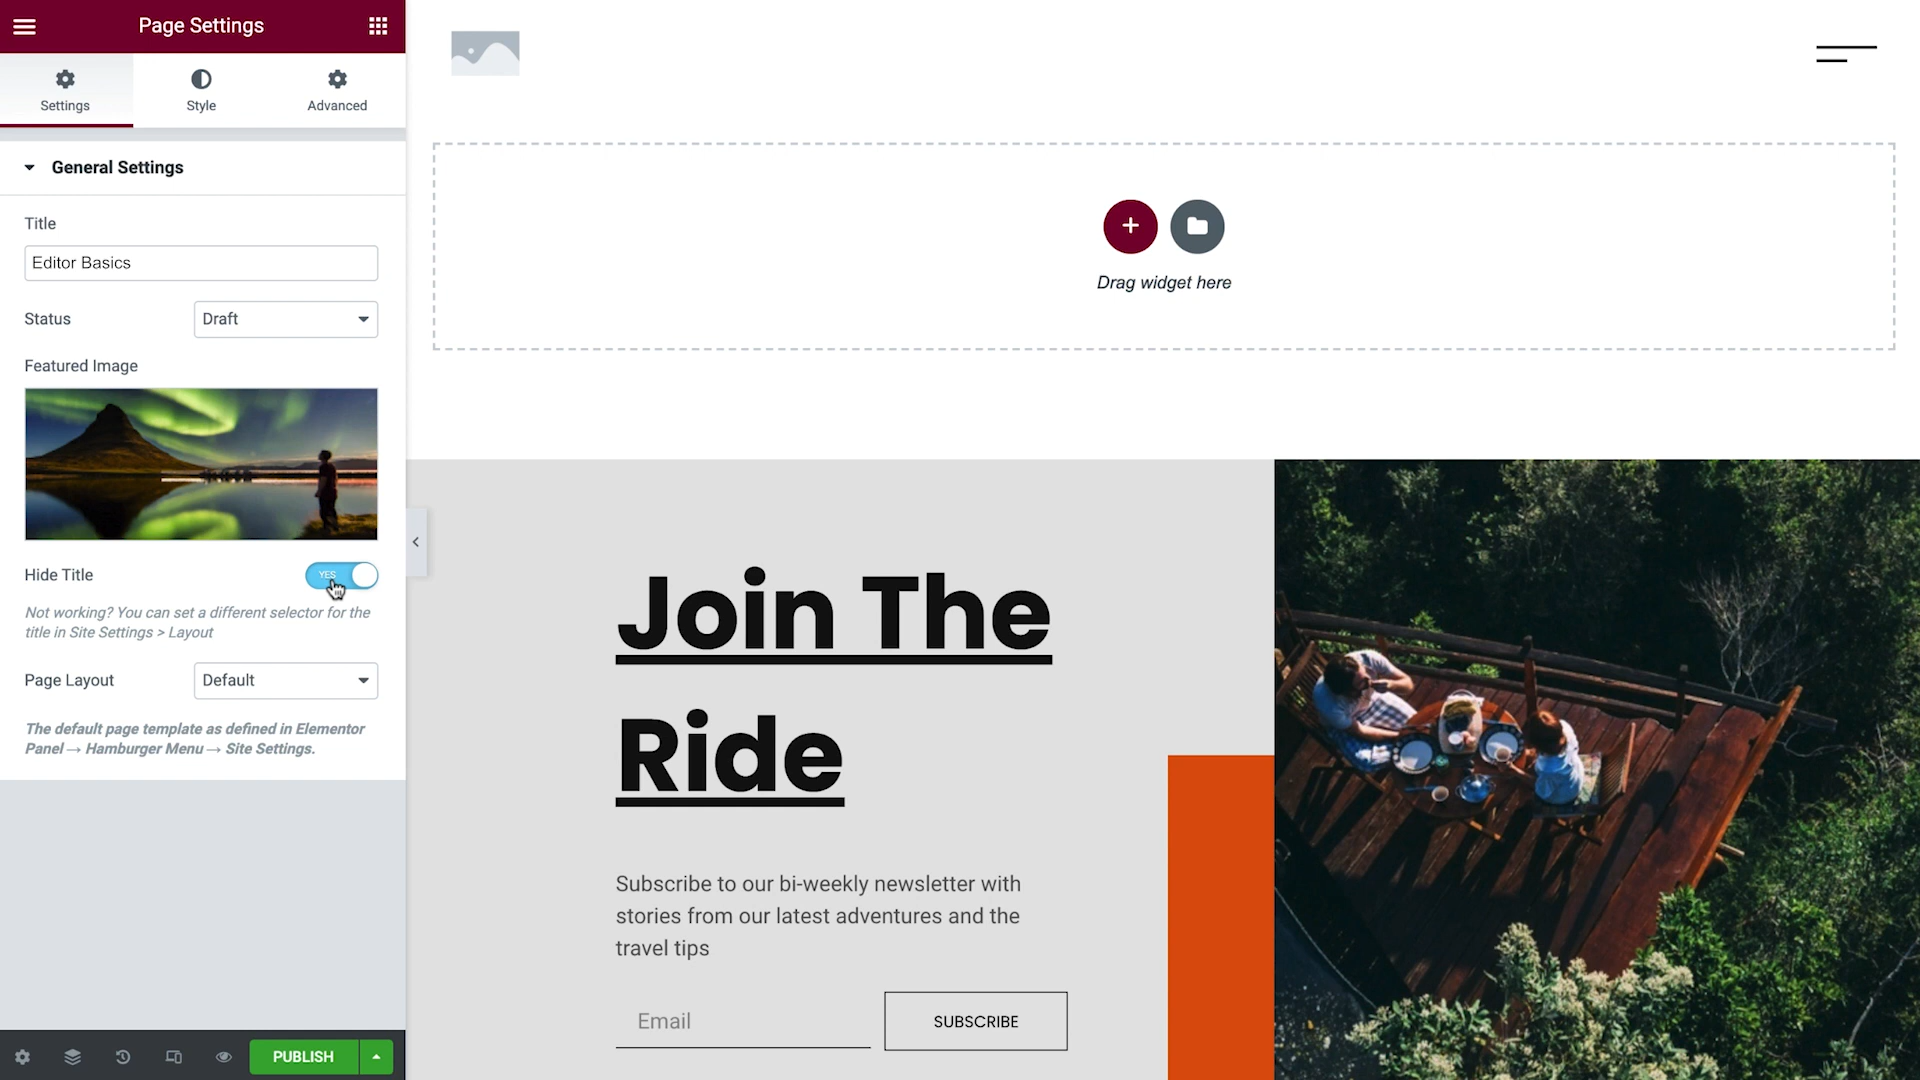 Page Settings
Settings
Style
Advanced
General Settings
Title
Editor Basics
Status
Draft
Featured Image
Hide Title
YES
Not working? You can set a different selector for the
title in Site Settings > Layout
Page Layout
Default
The default page template as defined in Elementor
Panel → Hamburger Menu → Site Settings.
PUBLISH
Drag widget here
Join The
Ride
Subscribe to our bi-weekly newsletter with
stories from our latest adventures and the
travel tips
Email
SUBSCRIBE